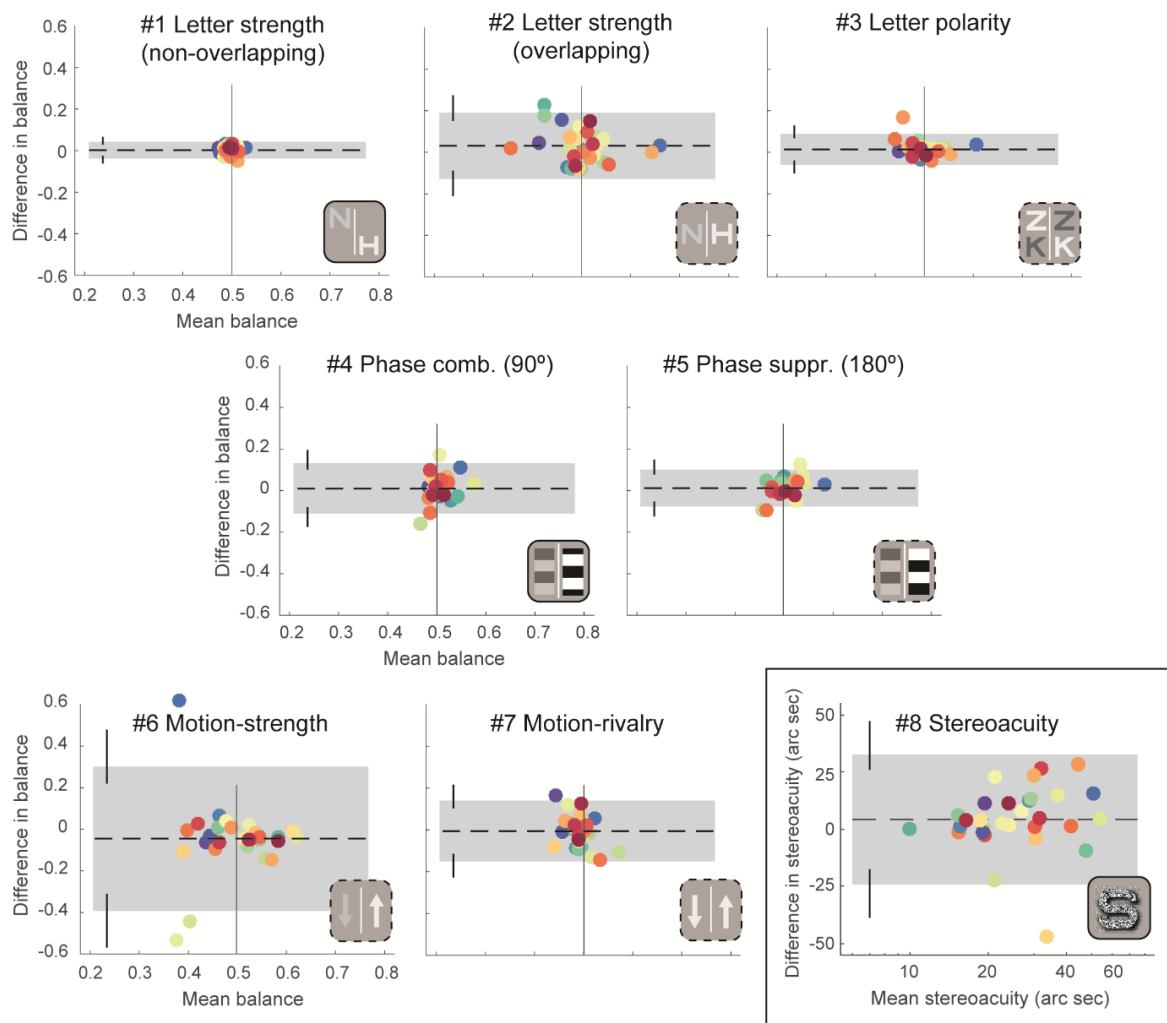 #1 Letter strength
(non-overlapping)
#2 Letter strength
(overlapping)
#3 Letter polarity
Difference in balance
0.6
0.4
0.2
0
-0.2
-0.4
-0.6
N
H
N H
Z Z
K K
0.2 0.3 0.4 0.5 0.6 0.7 0.8
Mean balance
#4 Phase comb. (90º)
#5 Phase suppr. (180º)
Difference in balance
0.6
0.4
0.2
0
-0.2
-0.4
-0.6
0.2 0.3 0.4 0.5 0.6 0.7 0.8
Mean balance
#6 Motion-strength
#7 Motion-rivalry
#8 Stereoacuity
Difference in balance
0.6
0.4
0.2
0
-0.2
-0.4
-0.6
0.2 0.3 0.4 0.5 0.6 0.7 0.8
Mean balance
Difference in stereoacuity (arc sec)
50
25
0
-25
-50
S
10 20 40 60
Mean stereoacuity (arc sec)